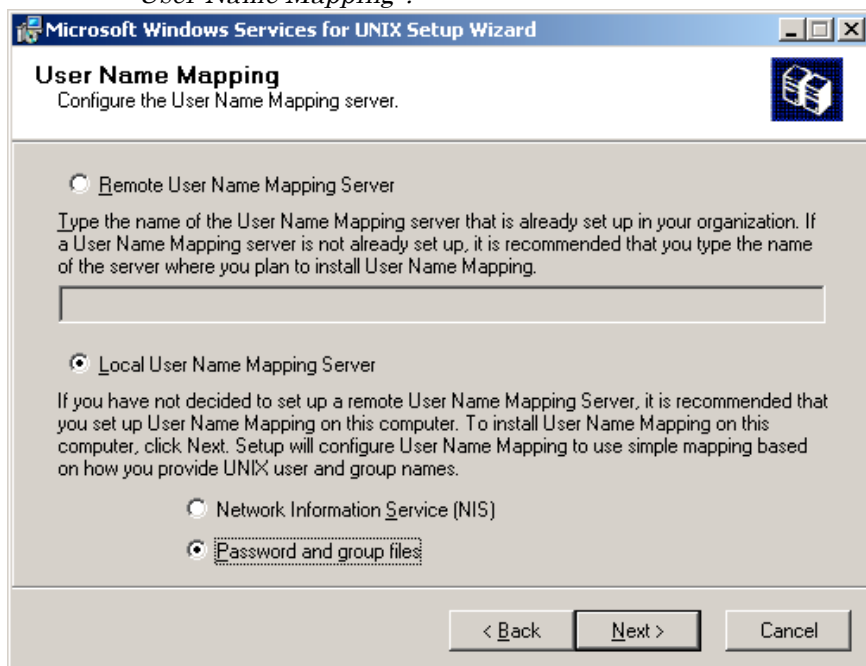 User Name Mapping".
Microsoft Windows Services for UNIX Setup Wizard
User Name Mapping
Configure the User Name Mapping server.
Remote User Name Mapping Server
Type the name of the User Name Mapping server that is already set up in your organization. If
a User Name Mapping server is not already set up, it is recommended that you type the name
of the server where you plan to install User Name Mapping.
Local User Name Mapping Server
If you have not decided to set up a remote User Name Mapping Server, it is recommended that
you set up User Name Mapping on this computer. To install User Name Mapping on this
computer, click Next. Setup will configure User Name Mapping to use simple mapping based
on how you provide UNIX user and group names.
Network Information Service (NIS)
Password and group files
< Back
Next >
Cancel